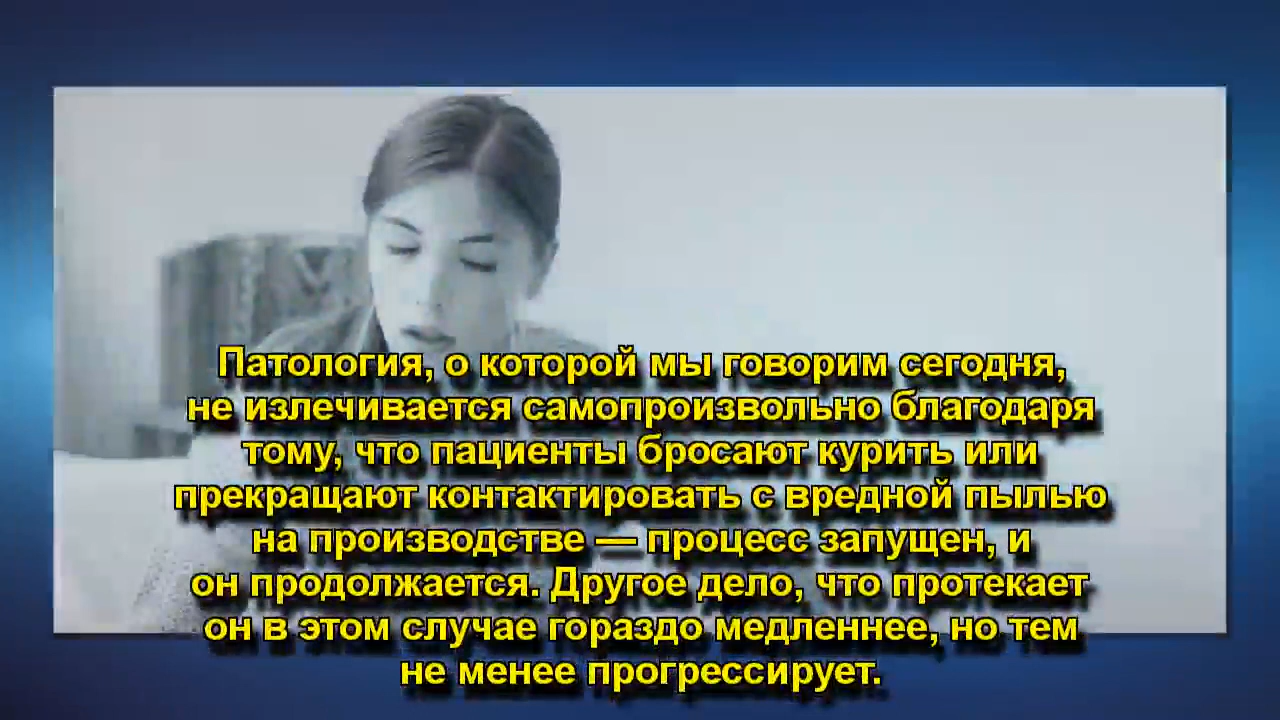 Патология, о которой мы говорим сегодня,
не излечивается самопроизвольно благодаря
тому, что пациенты бросают курить или
прекращают контактировать с вредной пылью
на производстве — процесс запущен, и
он продолжается. Другое дело, что протекает
он в этом случае гораздо медленнее, но тем
не менее прогрессирует.